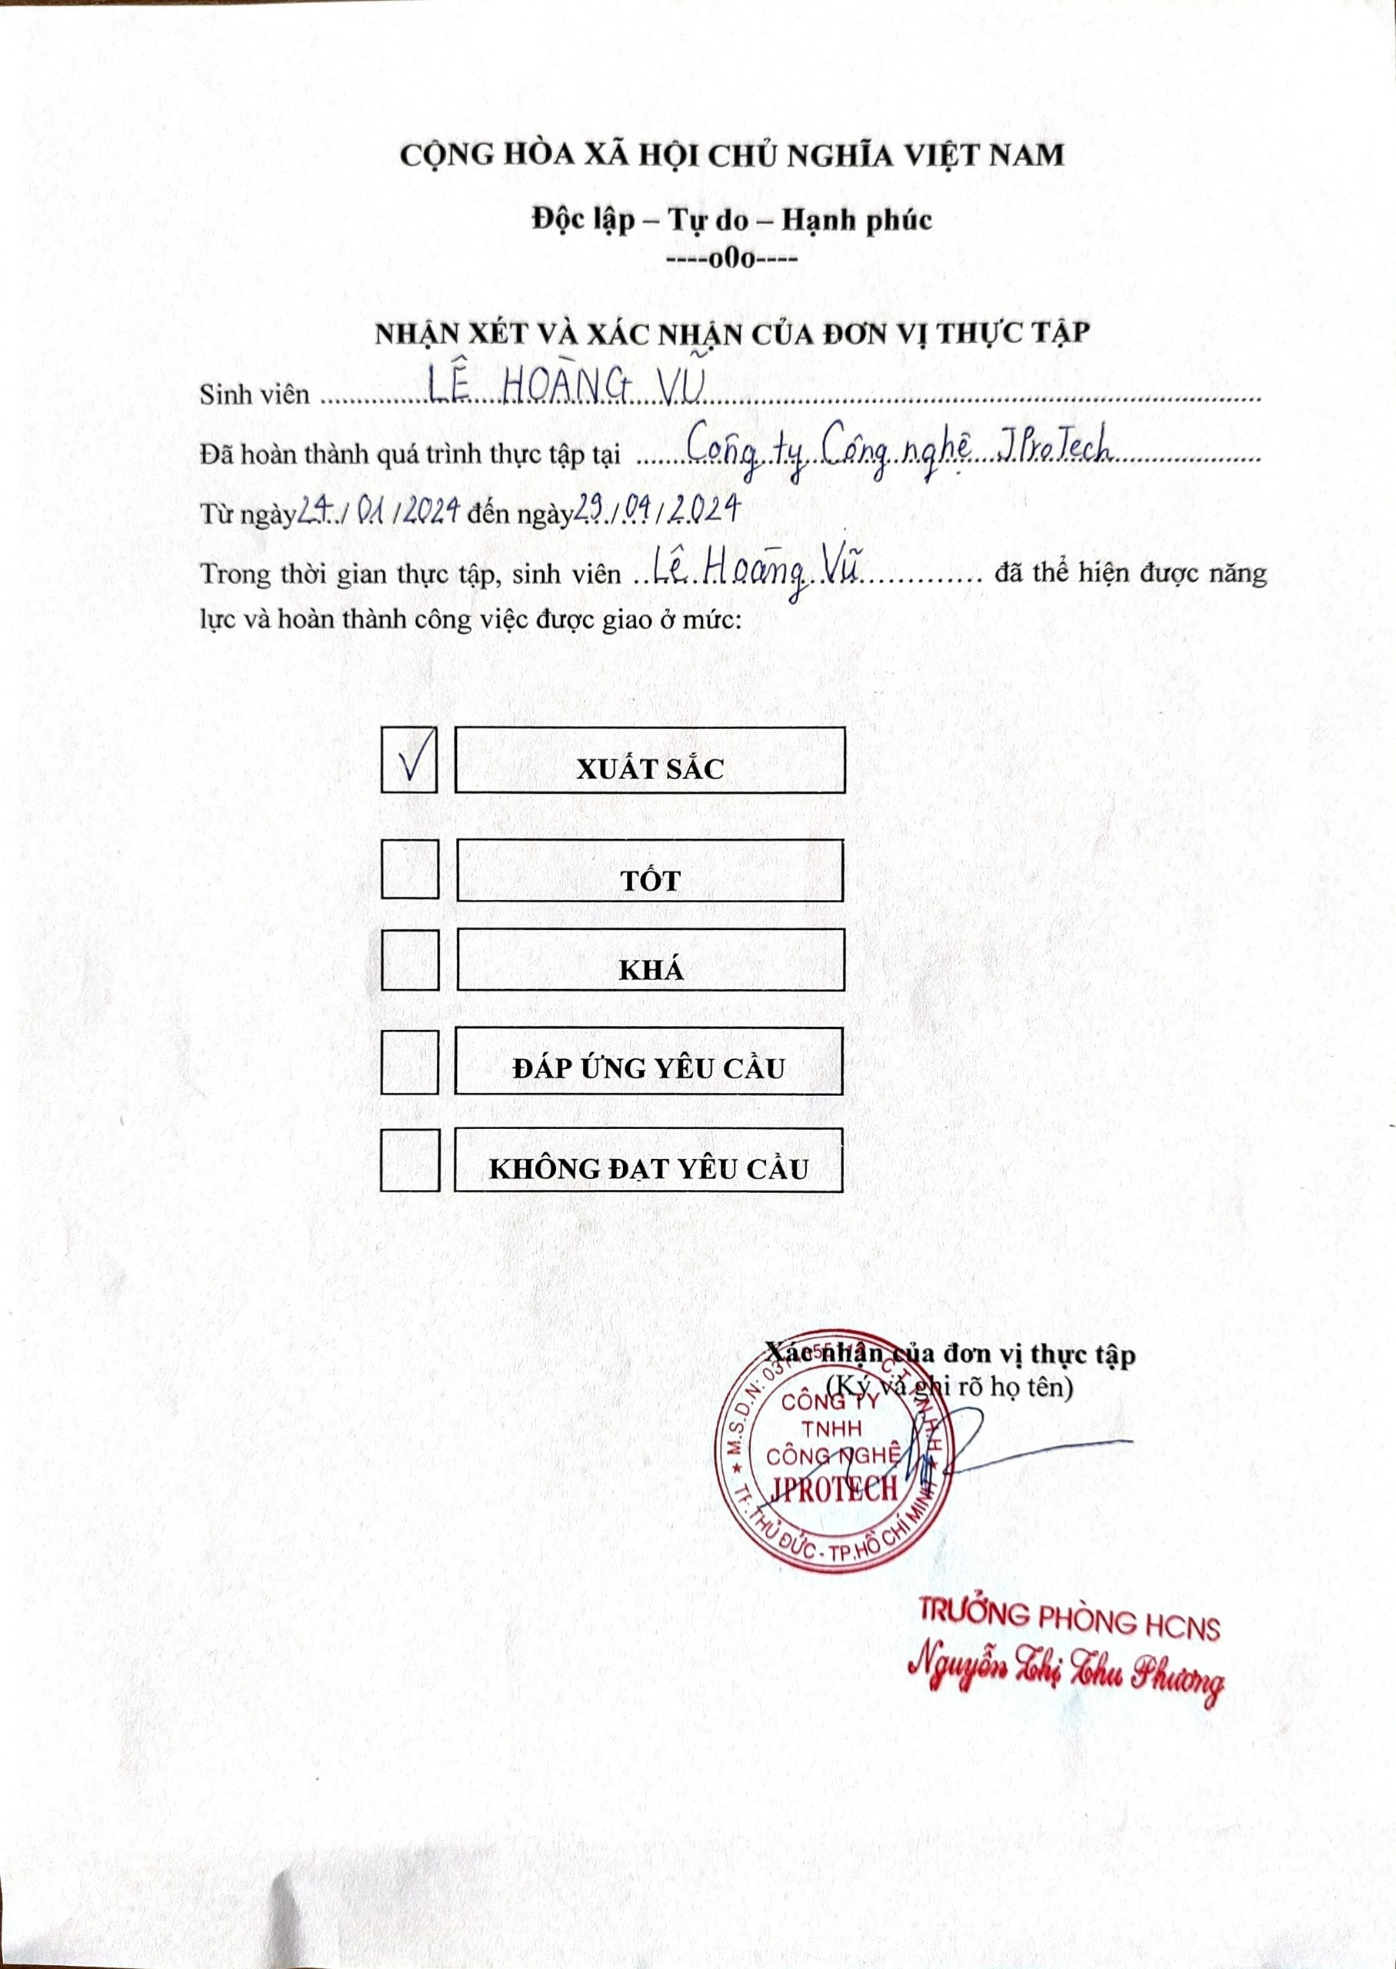 CỘNG HÒA XÃ HỘI CHỦ NGHĨA VIỆT NAM
Độc lập – Tự do – Hạnh phúc
----o0o----
NHẬN XÉT VÀ XÁC NHẬN CỦA ĐƠN VỊ THỰC TẬP
Sinh viên LÊ HOÀNG VŨ
Đã hoàn thành quá trình thực tập tại Công ty Công nghệ JProTech
Từ ngày 24/01/2024 đến ngày 29/04/2024
Trong thời gian thực tập, sinh viên Lê Hoàng Vũ đã thể hiện được năng
lực và hoàn thành công việc được giao ở mức:
√ XUẤT SẮC
TỐT
KHÁ
ĐÁP ỨNG YÊU CẦU
KHÔNG ĐẠT YÊU CẦU
Xác nhận của đơn vị thực tập
(Ký và ghi rõ họ tên)
M.S.D.N: C.T.T.N.H.H
CÔNG TY
TNHH
CÔNG NGHỆ
JPROTECH
TP.THỦ ĐỨC - TP.HỒ CHÍ MINH
TRƯỞNG PHÒNG HCNS
Nguyễn Thị Thu Phương